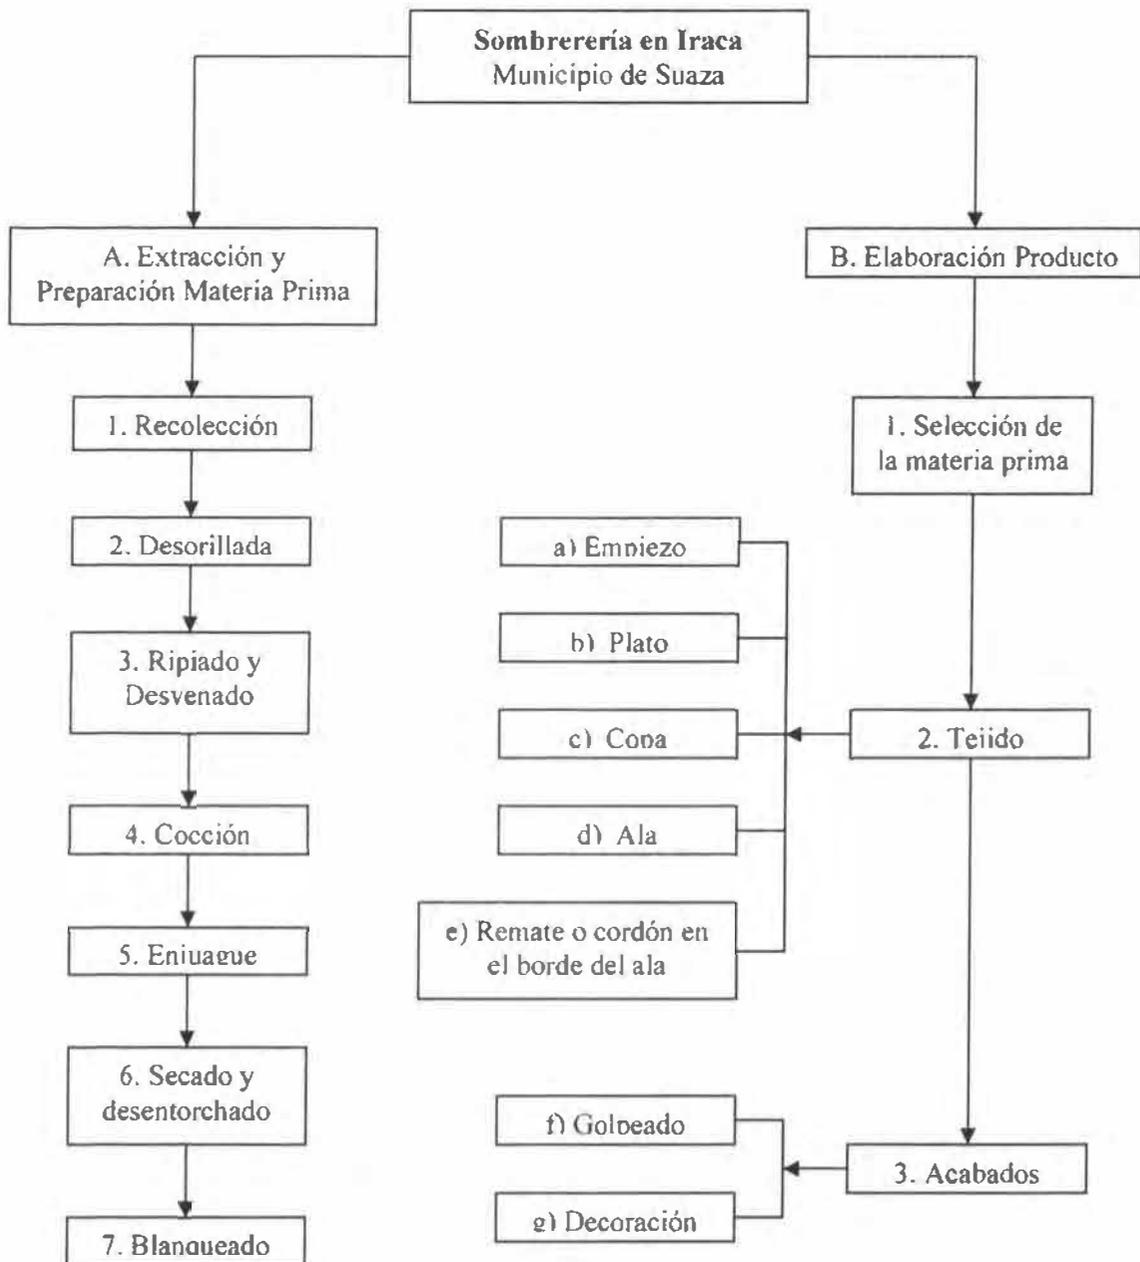 Sombrerería en Iraca
Municipio de Suaza
A. Extracción y
Preparación Materia Prima
1. Recolección
2. Desorillada
3. Ripiado y
Desvenado
4. Cocción
5. Enjuague
6. Secado y
desentorchado
7. Blanqueado
B. Elaboración Producto
1. Selección de
la materia prima
2. Tejido
a) Empiezo
b) Plato
c) Copa
d) Ala
e) Remate o cordón en
el borde del ala
3. Acabados
f) Golpeado
g) Decoración